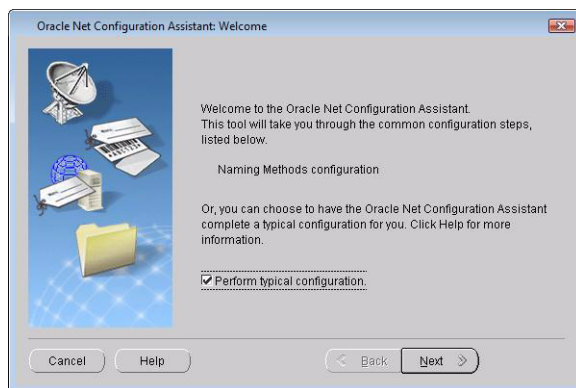 Oracle Net Configuration Assistant: Welcome
Welcome to the Oracle Net Configuration Assistant.
This tool will take you through the common configuration steps,
listed below.
Naming Methods configuration
Or, you can choose to have the Oracle Net Configuration Assistant
complete a typical configuration for you. Click Help for more
information.
Perform typical configuration.
Cancel
Help
Back
Next